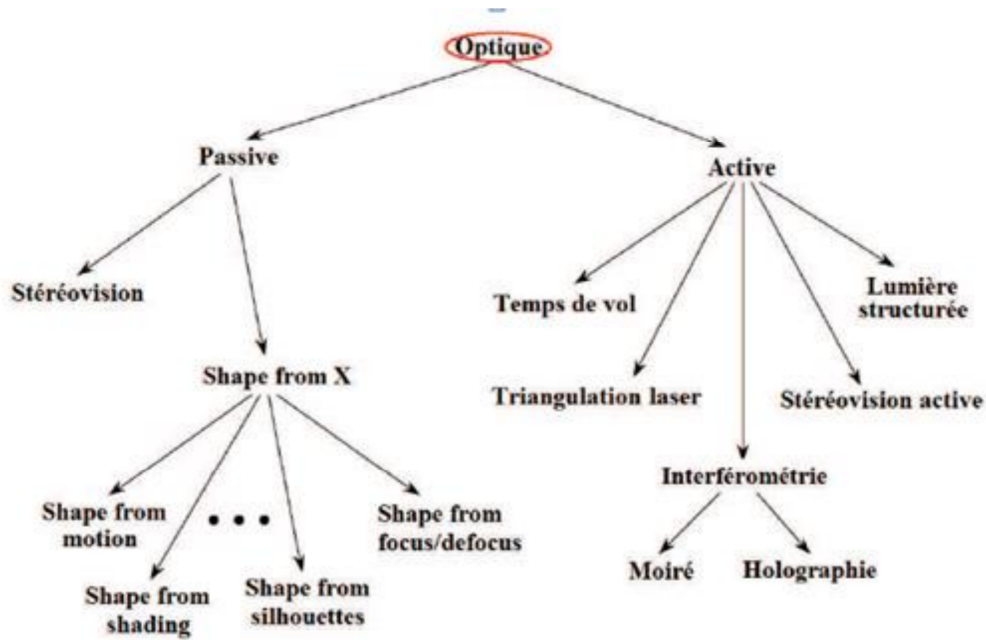 Optique
Passive
Active
Stéréovision
Temps de vol
Lumière
structurée
Shape from X
Triangulation laser
Stéréovision active
Interférométrie
Shape from
motion
• • •
Shape from
focus/defocus
Moiré
Holographie
Shape from
shading
Shape from
silhouettes